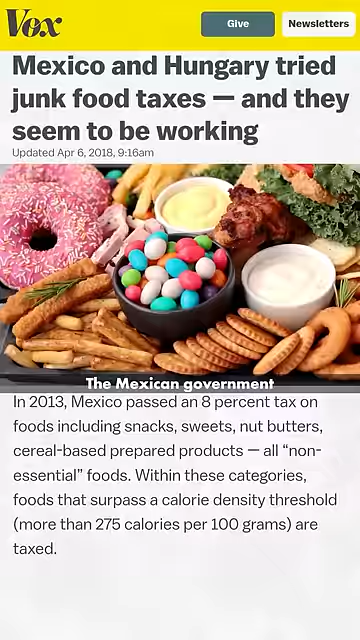 Vox
Give
Newsletters
Mexico and Hungary tried
junk food taxes — and they
seem to be working
Updated Apr 6, 2018, 9:16am
The Mexican government
In 2013, Mexico passed an 8 percent tax on
foods including snacks, sweets, nut butters,
cereal-based prepared products — all “non-
essential” foods. Within these categories,
foods that surpass a calorie density threshold
(more than 275 calories per 100 grams) are
taxed.